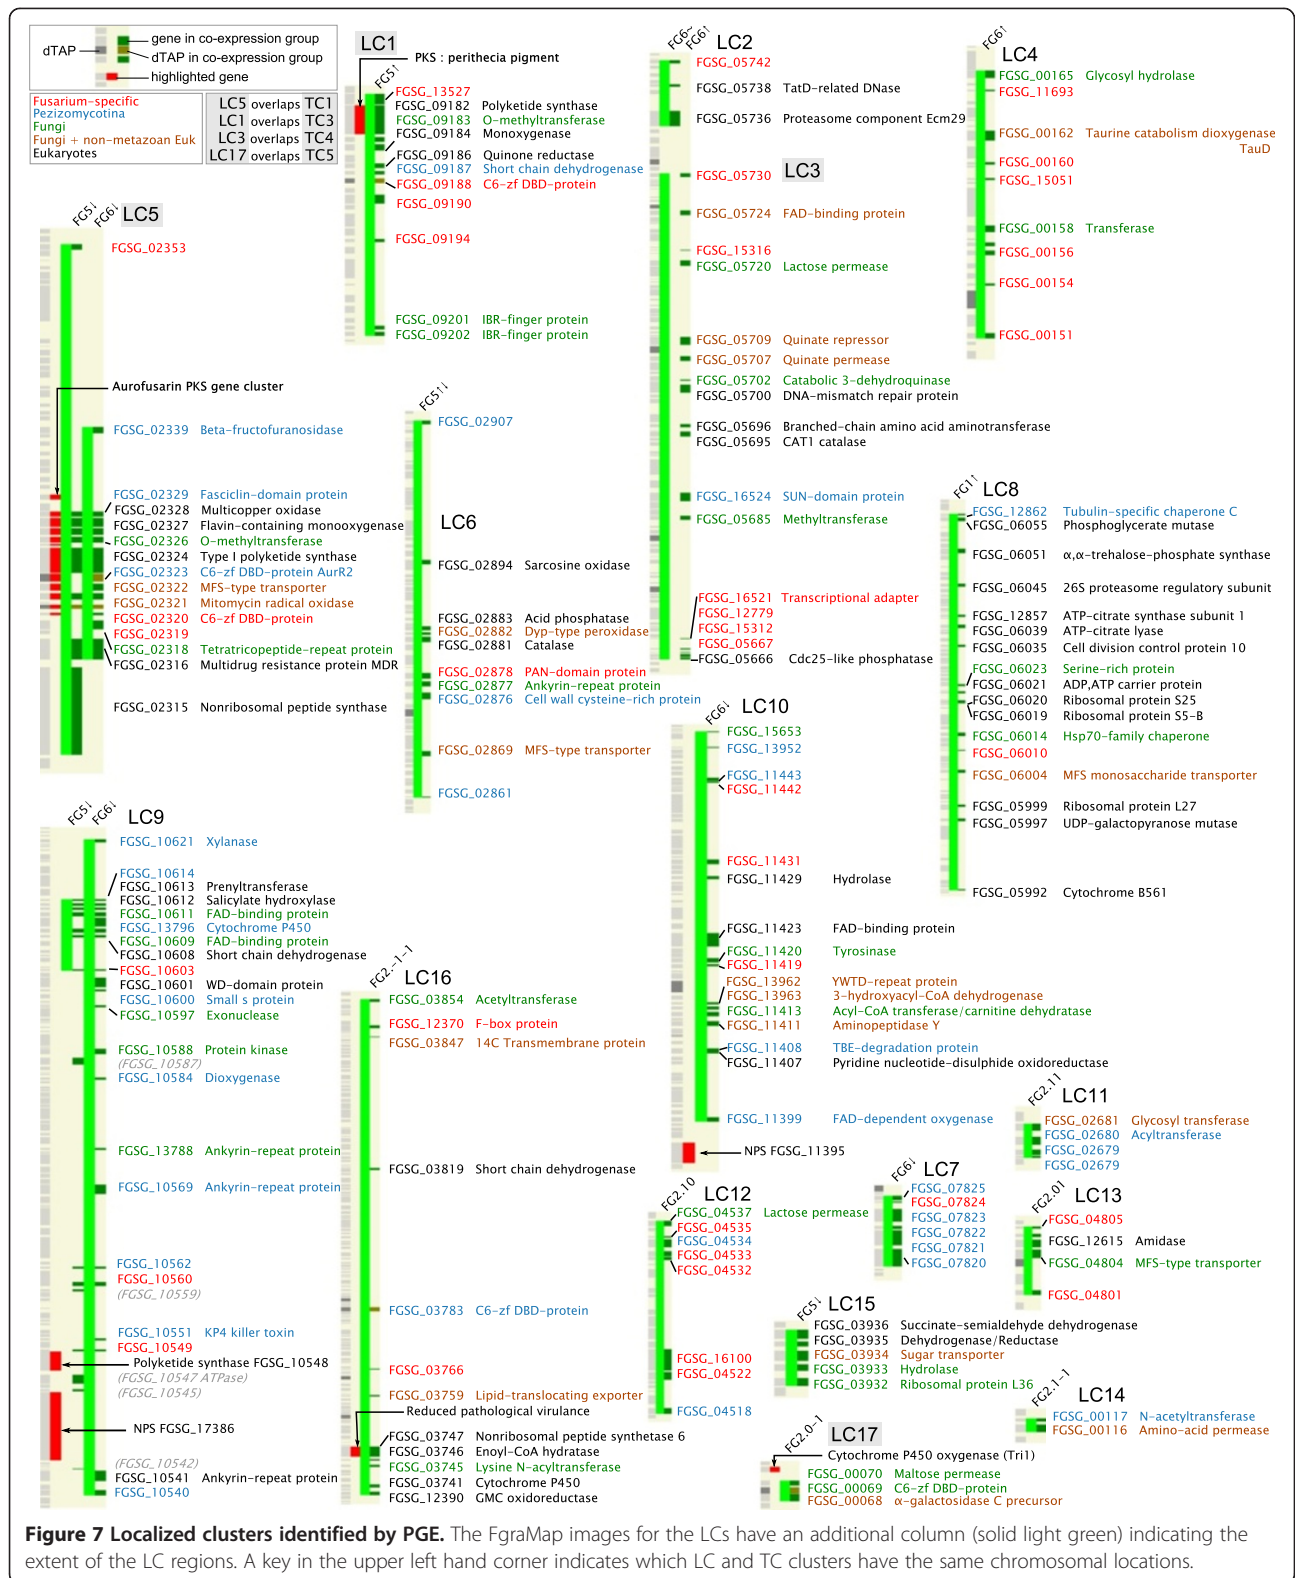 dTAP
gene in co-expression group
dTAP in co-expression group
highlighted gene
Fusarium-specific
Pezizomycotina
Fungi
Fungi + non-metazoan Euk
Eukaryotes
LC5 overlaps TC1
LC1 overlaps TC3
LC3 overlaps TC4
LC17 overlaps TC5
LC1
FG5↑
PKS : perithecia pigment
FGSG_13527
FGSG_09182 Polyketide synthase
FGSG_09183 O-methyltransferase
FGSG_09184 Monoxygenase
FGSG_09186 Quinone reductase
FGSG_09187 Short chain dehydrogenase
FGSG_09188 C6-zf DBD-protein
FGSG_09190
FGSG_09194
FGSG_09201 IBR-finger protein
FGSG_09202 IBR-finger protein
FG6~
FG6↑
LC2
FGSG_05742
FGSG_05738 TatD-related DNase
FGSG_05736 Proteasome component Ecm29
LC3
FGSG_05730
FGSG_05724 FAD-binding protein
FGSG_15316
FGSG_05720 Lactose permease
FGSG_05709 Quinate repressor
FGSG_05707 Quinate permease
FGSG_05702 Catabolic 3-dehydroquinase
FGSG_05700 DNA-mismatch repair protein
FGSG_05696 Branched-chain amino acid aminotransferase
FGSG_05695 CAT1 catalase
FGSG_16524 SUN-domain protein
FGSG_05685 Methyltransferase
FGSG_16521 Transcriptional adapter
FGSG_12779
FGSG_15312
FGSG_05667
FGSG_05666 Cdc25-like phosphatase
FG6↑
LC4
FGSG_00165 Glycosyl hydrolase
FGSG_11693
FGSG_00162 Taurine catabolism dioxygenase
TauD
FGSG_00160
FGSG_15051
FGSG_00158 Transferase
FGSG_00156
FGSG_00154
FGSG_00151
FG5↓
FG6↓
LC5
FGSG_02353
Aurofusarin PKS gene cluster
FGSG_02339 Beta-fructofuranosidase
FGSG_02329 Fasciclin-domain protein
FGSG_02328 Multicopper oxidase
FGSG_02327 Flavin-containing monooxygenase
FGSG_02326 O-methyltransferase
FGSG_02324 Type I polyketide synthase
FGSG_02323 C6-zf DBD-protein AurR2
FGSG_02322 MFS-type transporter
FGSG_02321 Mitomycin radical oxidase
FGSG_02320 C6-zf DBD-protein
FGSG_02319
FGSG_02318 Tetratricopeptide-repeat protein
FGSG_02316 Multidrug resistance protein MDR
FGSG_02315 Nonribosomal peptide synthase
FG5↑↓
LC6
FGSG_02907
FGSG_02894 Sarcosine oxidase
FGSG_02883 Acid phosphatase
FGSG_02882 Dyp-type peroxidase
FGSG_02881 Catalase
FGSG_02878 PAN-domain protein
FGSG_02877 Ankyrin-repeat protein
FGSG_02876 Cell wall cysteine-rich protein
FGSG_02869 MFS-type transporter
FGSG_02861
FG1↑
LC8
FGSG_12862 Tubulin-specific chaperone C
FGSG_06055 Phosphoglycerate mutase
FGSG_06051 α,α-trehalose-phosphate synthase
FGSG_06045 26S proteasome regulatory subunit
FGSG_12857 ATP-citrate synthase subunit 1
FGSG_06039 ATP-citrate lyase
FGSG_06035 Cell division control protein 10
FGSG_06023 Serine-rich protein
FGSG_06021 ADP,ATP carrier protein
FGSG_06020 Ribosomal protein S25
FGSG_06019 Ribosomal protein S5-B
FGSG_06014 Hsp70-family chaperone
FGSG_06010
FGSG_06004 MFS monosaccharide transporter
FGSG_05999 Ribosomal protein L27
FGSG_05997 UDP-galactopyranose mutase
FGSG_05992 Cytochrome B561
FG5↓
FG6↓
LC9
FGSG_10621 Xylanase
FGSG_10614
FGSG_10613 Prenyltransferase
FGSG_10612 Salicylate hydroxylase
FGSG_10611 FAD-binding protein
FGSG_13796 Cytochrome P450
FGSG_10609 FAD-binding protein
FGSG_10608 Short chain dehydrogenase
FGSG_10603
FGSG_10601 WD-domain protein
FGSG_10600 Small s protein
FGSG_10597 Exonuclease
FGSG_10588 Protein kinase
(FGSG_10587)
FGSG_10584 Dioxygenase
FGSG_13788 Ankyrin-repeat protein
FGSG_10569 Ankyrin-repeat protein
FGSG_10562
FGSG_10560
(FGSG_10559)
FGSG_10551 KP4 killer toxin
FGSG_10549
Polyketide synthase FGSG_10548
(FGSG_10547 ATPase)
(FGSG_10545)
NPS FGSG_17386
(FGSG_10542)
FGSG_10541 Ankyrin-repeat protein
FGSG_10540
FG2.-1-1
LC16
FGSG_03854 Acetyltransferase
FGSG_12370 F-box protein
FGSG_03847 14C Transmembrane protein
FGSG_03819 Short chain dehydrogenase
FGSG_03783 C6-zf DBD-protein
FGSG_03766
FGSG_03759 Lipid-translocating exporter
Reduced pathological virulance
FGSG_03747 Nonribosomal peptide synthetase 6
FGSG_03746 Enoyl-CoA hydratase
FGSG_03745 Lysine N-acyltransferase
FGSG_03741 Cytochrome P450
FGSG_12390 GMC oxidoreductase
FG6↓
LC10
FGSG_15653
FGSG_13952
FGSG_11443
FGSG_11442
FGSG_11431
FGSG_11429 Hydrolase
FGSG_11423 FAD-binding protein
FGSG_11420 Tyrosinase
FGSG_11419
FGSG_13962 YWTD-repeat protein
FGSG_13963 3-hydroxyacyl-CoA dehydrogenase
FGSG_11413 Acyl-CoA transferase/carnitine dehydratase
FGSG_11411 Aminopeptidase Y
FGSG_11408 TBE-degradation protein
FGSG_11407 Pyridine nucleotide-disulphide oxidoreductase
FGSG_11399 FAD-dependent oxygenase
NPS FGSG_11395
FG2.11
LC11
FGSG_02681 Glycosyl transferase
FGSG_02680 Acyltransferase
FGSG_02679
FGSG_02679
FG2.10
LC12
FGSG_04537 Lactose permease
FGSG_04535
FGSG_04534
FGSG_04533
FGSG_04532
FGSG_16100
FGSG_04522
FGSG_04518
FG6↓
LC7
FGSG_07825
FGSG_07824
FGSG_07823
FGSG_07822
FGSG_07821
FGSG_07820
FG2.01
LC13
FGSG_04805
FGSG_12615 Amidase
FGSG_04804 MFS-type transporter
FGSG_04801
FG5↓
LC15
FGSG_03936 Succinate-semialdehyde dehydrogenase
FGSG_03935 Dehydrogenase/Reductase
FGSG_03934 Sugar transporter
FGSG_03933 Hydrolase
FGSG_03932 Ribosomal protein L36
FG2.1-1
LC14
FGSG_00117 N-acetyltransferase
FGSG_00116 Amino-acid permease
FG2.0-1
LC17
Cytochrome P450 oxygenase (Tri1)
FGSG_00070 Maltose permease
FGSG_00069 C6-zf DBD-protein
FGSG_00068 α-galactosidase C precursor
Figure 7 Localized clusters identified by PGE. The FgraMap images for the LCs have an additional column (solid light green) indicating the
extent of the LC regions. A key in the upper left hand corner indicates which LC and TC clusters have the same chromosomal locations.